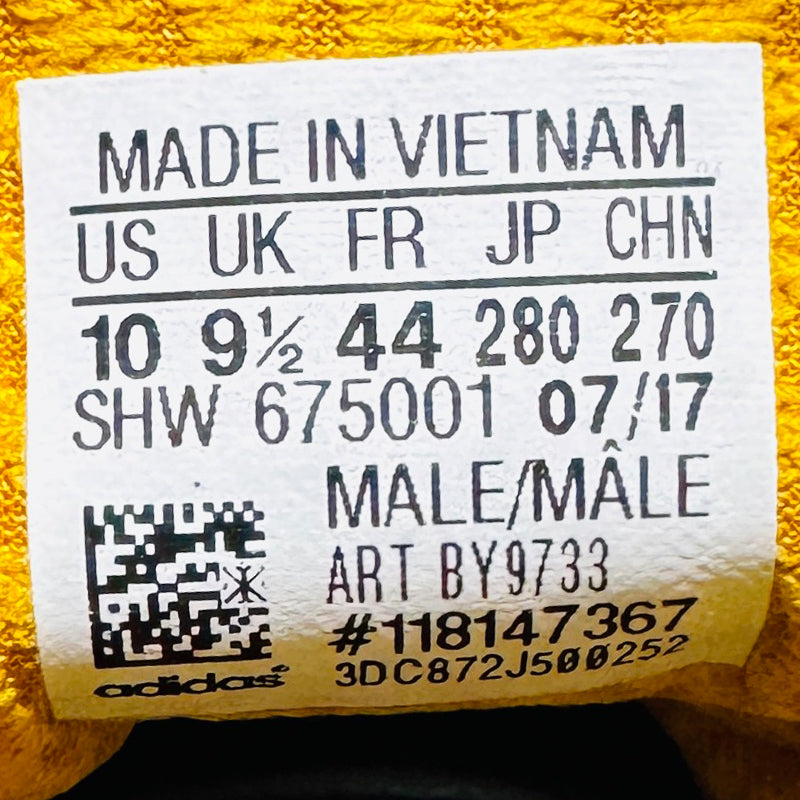 MADE IN VIETNAM
US UK FR JP CHN
10 9½ 44 280 270
SHW 675001 07/17
MALE/MÂLE
ART BY9733
#118147367
3DC872J500252
adidas®